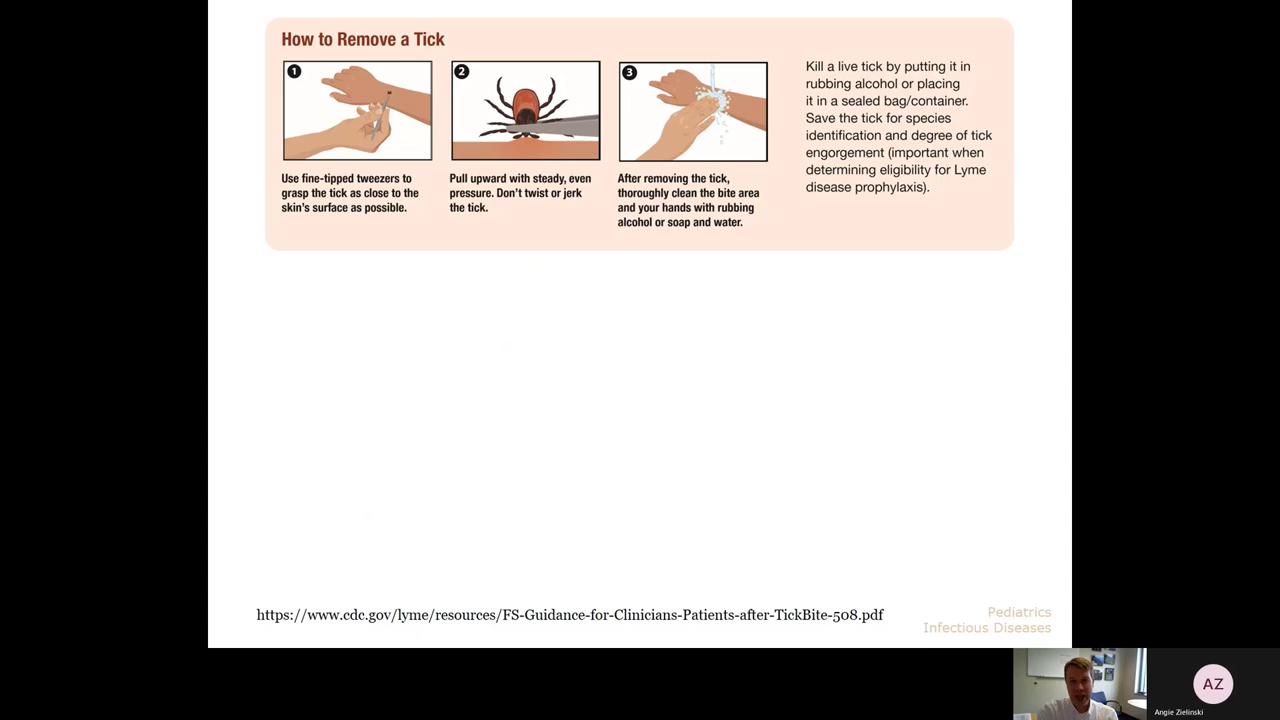 How to Remove a Tick
1
2
3
Use fine-tipped tweezers to
grasp the tick as close to the
skin's surface as possible.
Pull upward with steady, even
pressure. Don't twist or jerk
the tick.
After removing the tick,
thoroughly clean the bite area
and your hands with rubbing
alcohol or soap and water.
Kill a live tick by putting it in
rubbing alcohol or placing
it in a sealed bag/container.
Save the tick for species
identification and degree of tick
engorgement (important when
determining eligibility for Lyme
disease prophylaxis).
https://www.cdc.gov/lyme/resources/FS-Guidance-for-Clinicians-Patients-after-TickBite-508.pdf
Pediatrics
Infectious Diseases
AZ
Angie Zielinski